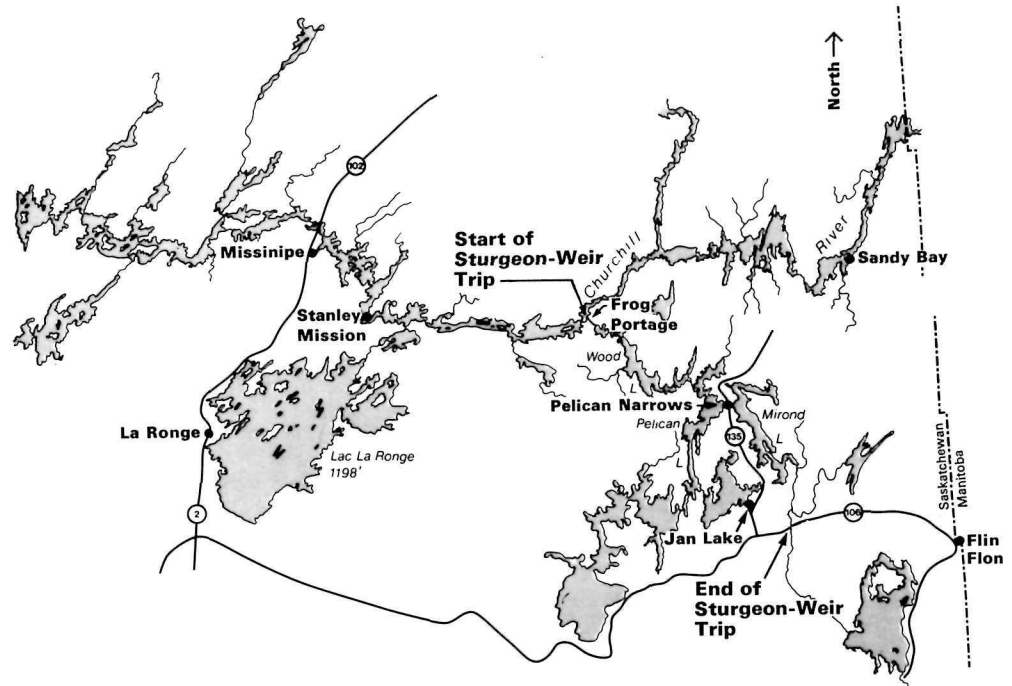 North
102
Missinipe
Start of
Sturgeon-Weir
Trip
Churchill
River
Sandy Bay
Stanley
Mission
Frog
Portage
Wood
L
La Ronge
Lac La Ronge
1198'
Pelican Narrows
Pelican
L
Mirond
L
135
2
Jan Lake
106
Saskatchewan
Manitoba
Flin
Flon
End of
Sturgeon-Weir
Trip